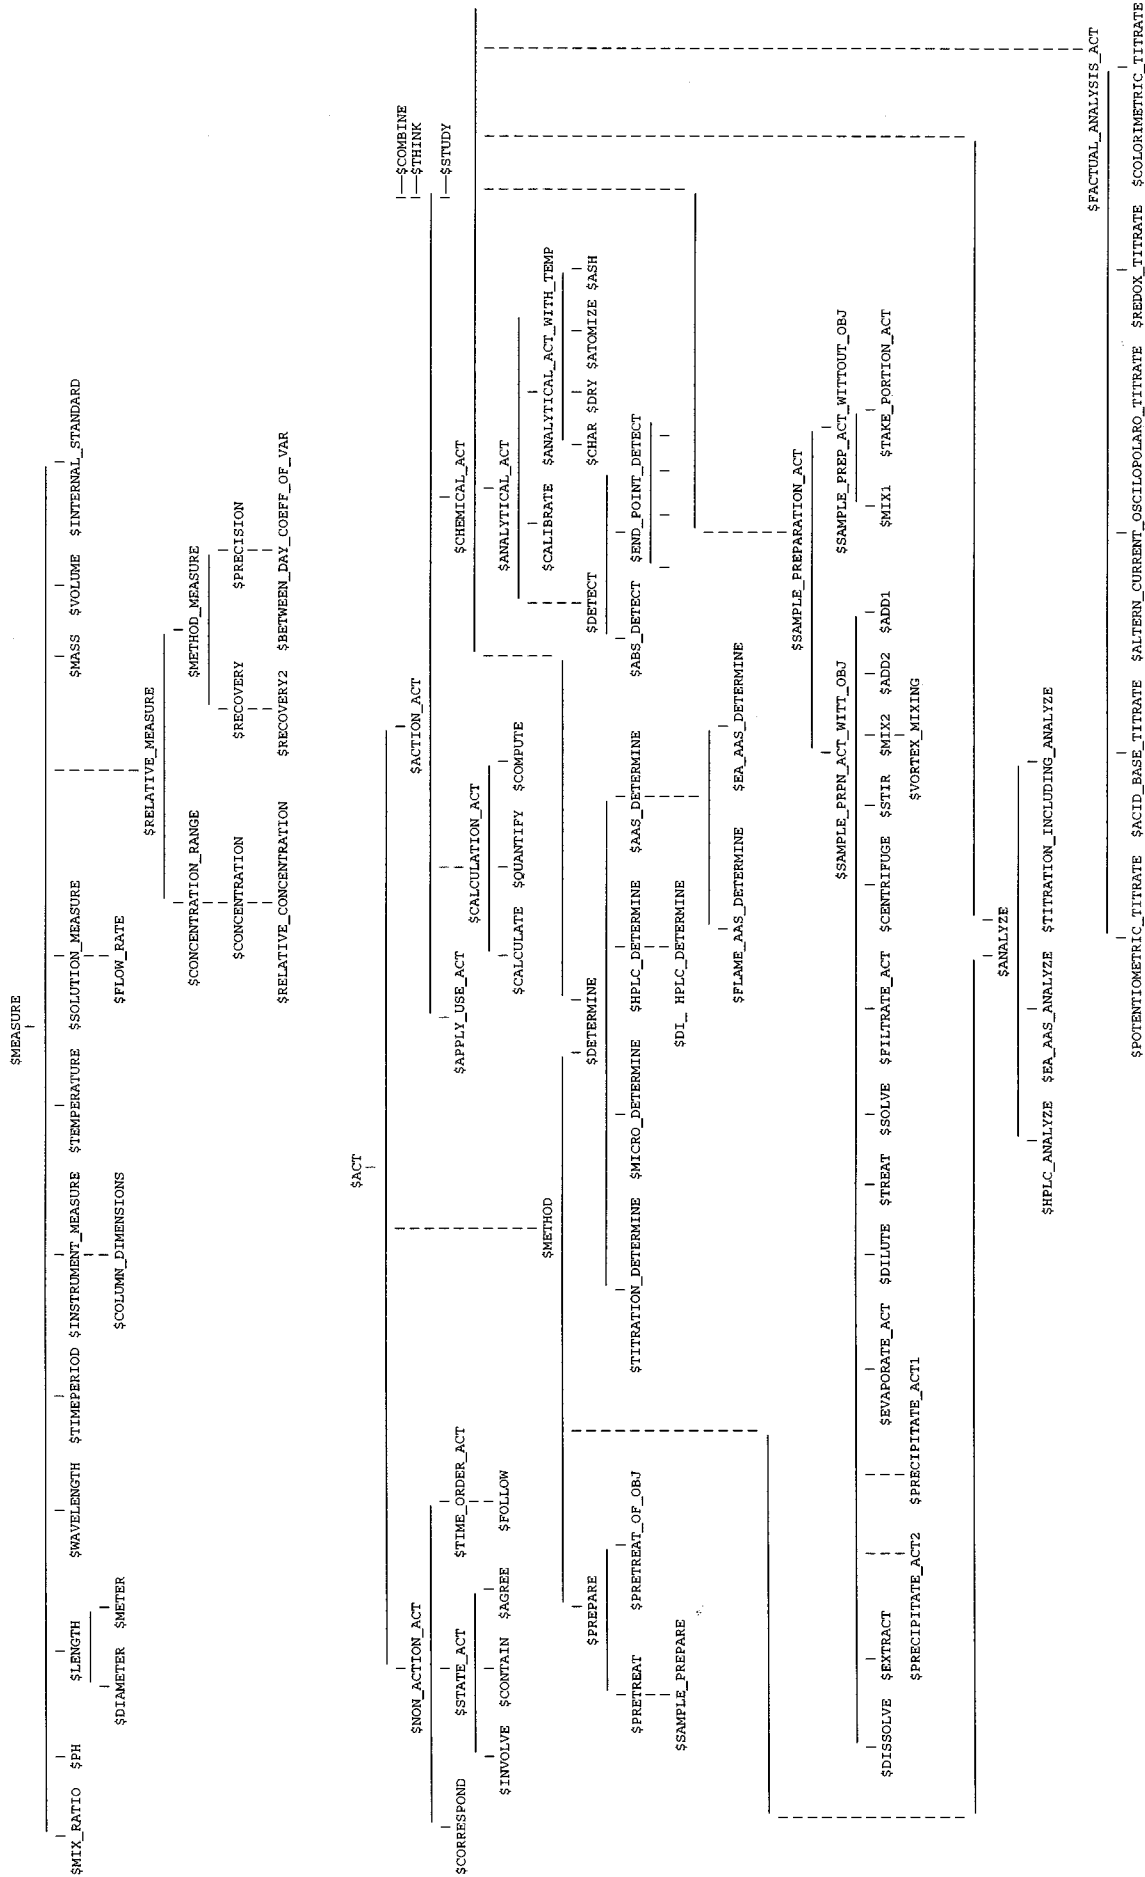 $MEASURE
$MIX_RATIO $PH $LENGTH $WAVELENGTH $TIMEPERIOD $INSTRUMENT_MEASURE $TEMPERATURE $SOLUTION_MEASURE $MASS $VOLUME $INTERNAL_STANDARD
$DIAMETER $METER $COLUMN_DIMENSIONS $FLOW_RATE
$RELATIVE_MEASURE
$CONCENTRATION_RANGE $METHOD_MEASURE
$CONCENTRATION $RECOVERY $PRECISION
$RELATIVE_CONCENTRATION $RECOVERY2 $BETWEEN_DAY_COEFF_OF_VAR
$ACT
$COMBINE
$NON_ACTION_ACT $ACTION_ACT $THINK
$STUDY
$CORRESPOND $STATE_ACT $TIME_ORDER_ACT $APPLY_USE_ACT $CALCULATION_ACT $CHEMICAL_ACT
$INVOLVE $CONTAIN $AGREE $FOLLOW $CALCULATE $QUANTIFY $COMPUTE $ANALYTICAL_ACT
$METHOD $CALIBRATE $ANALYTICAL_ACT_WITH_TEMP
$PREPARE $DETERMINE $DETECT $CHAR $DRY $ATOMIZE $ASH
$PRETREAT $PRETREAT_OF_OBJ $TITRATION_DETERMINE $MICRO_DETERMINE $HPLC_DETERMINE $AAS_DETERMINE $ABS_DETECT $END_POINT_DETECT
$SAMPLE_PREPARE $DI_ HPLC_DETERMINE
$FLAME_AAS_DETERMINE $EA_AAS_DETERMINE
$SAMPLE_PREPARATION_ACT
$SAMPLE_PRPN_ACT_WITT_OBJ $SAMPLE_PREP_ACT_WITTOUT_OBJ
$DISSOLVE $EXTRACT $EVAPORATE_ACT $DILUTE $TREAT $SOLVE $FILTRATE_ACT $CENTRIFUGE $STIR $MIX2 $ADD2 $ADD1 $MIX1 $TAKE_PORTION_ACT
$PRECIPITATE_ACT2 $PRECIPITATE_ACT1 $VORTEX_MIXING
$ANALYZE
$HPLC_ANALYZE $EA_AAS_ANALYZE $TITRATION_INCLUDING_ANALYZE
$FACTUAL_ANALYSIS_ACT
$POTENTIOMETRIC_TITRATE $ACID_BASE_TITRATE $ALTERN_CURRENT_OSCILOPOLARO_TITRATE $REDOX_TITRATE $COLORIMETRIC_TITRATE